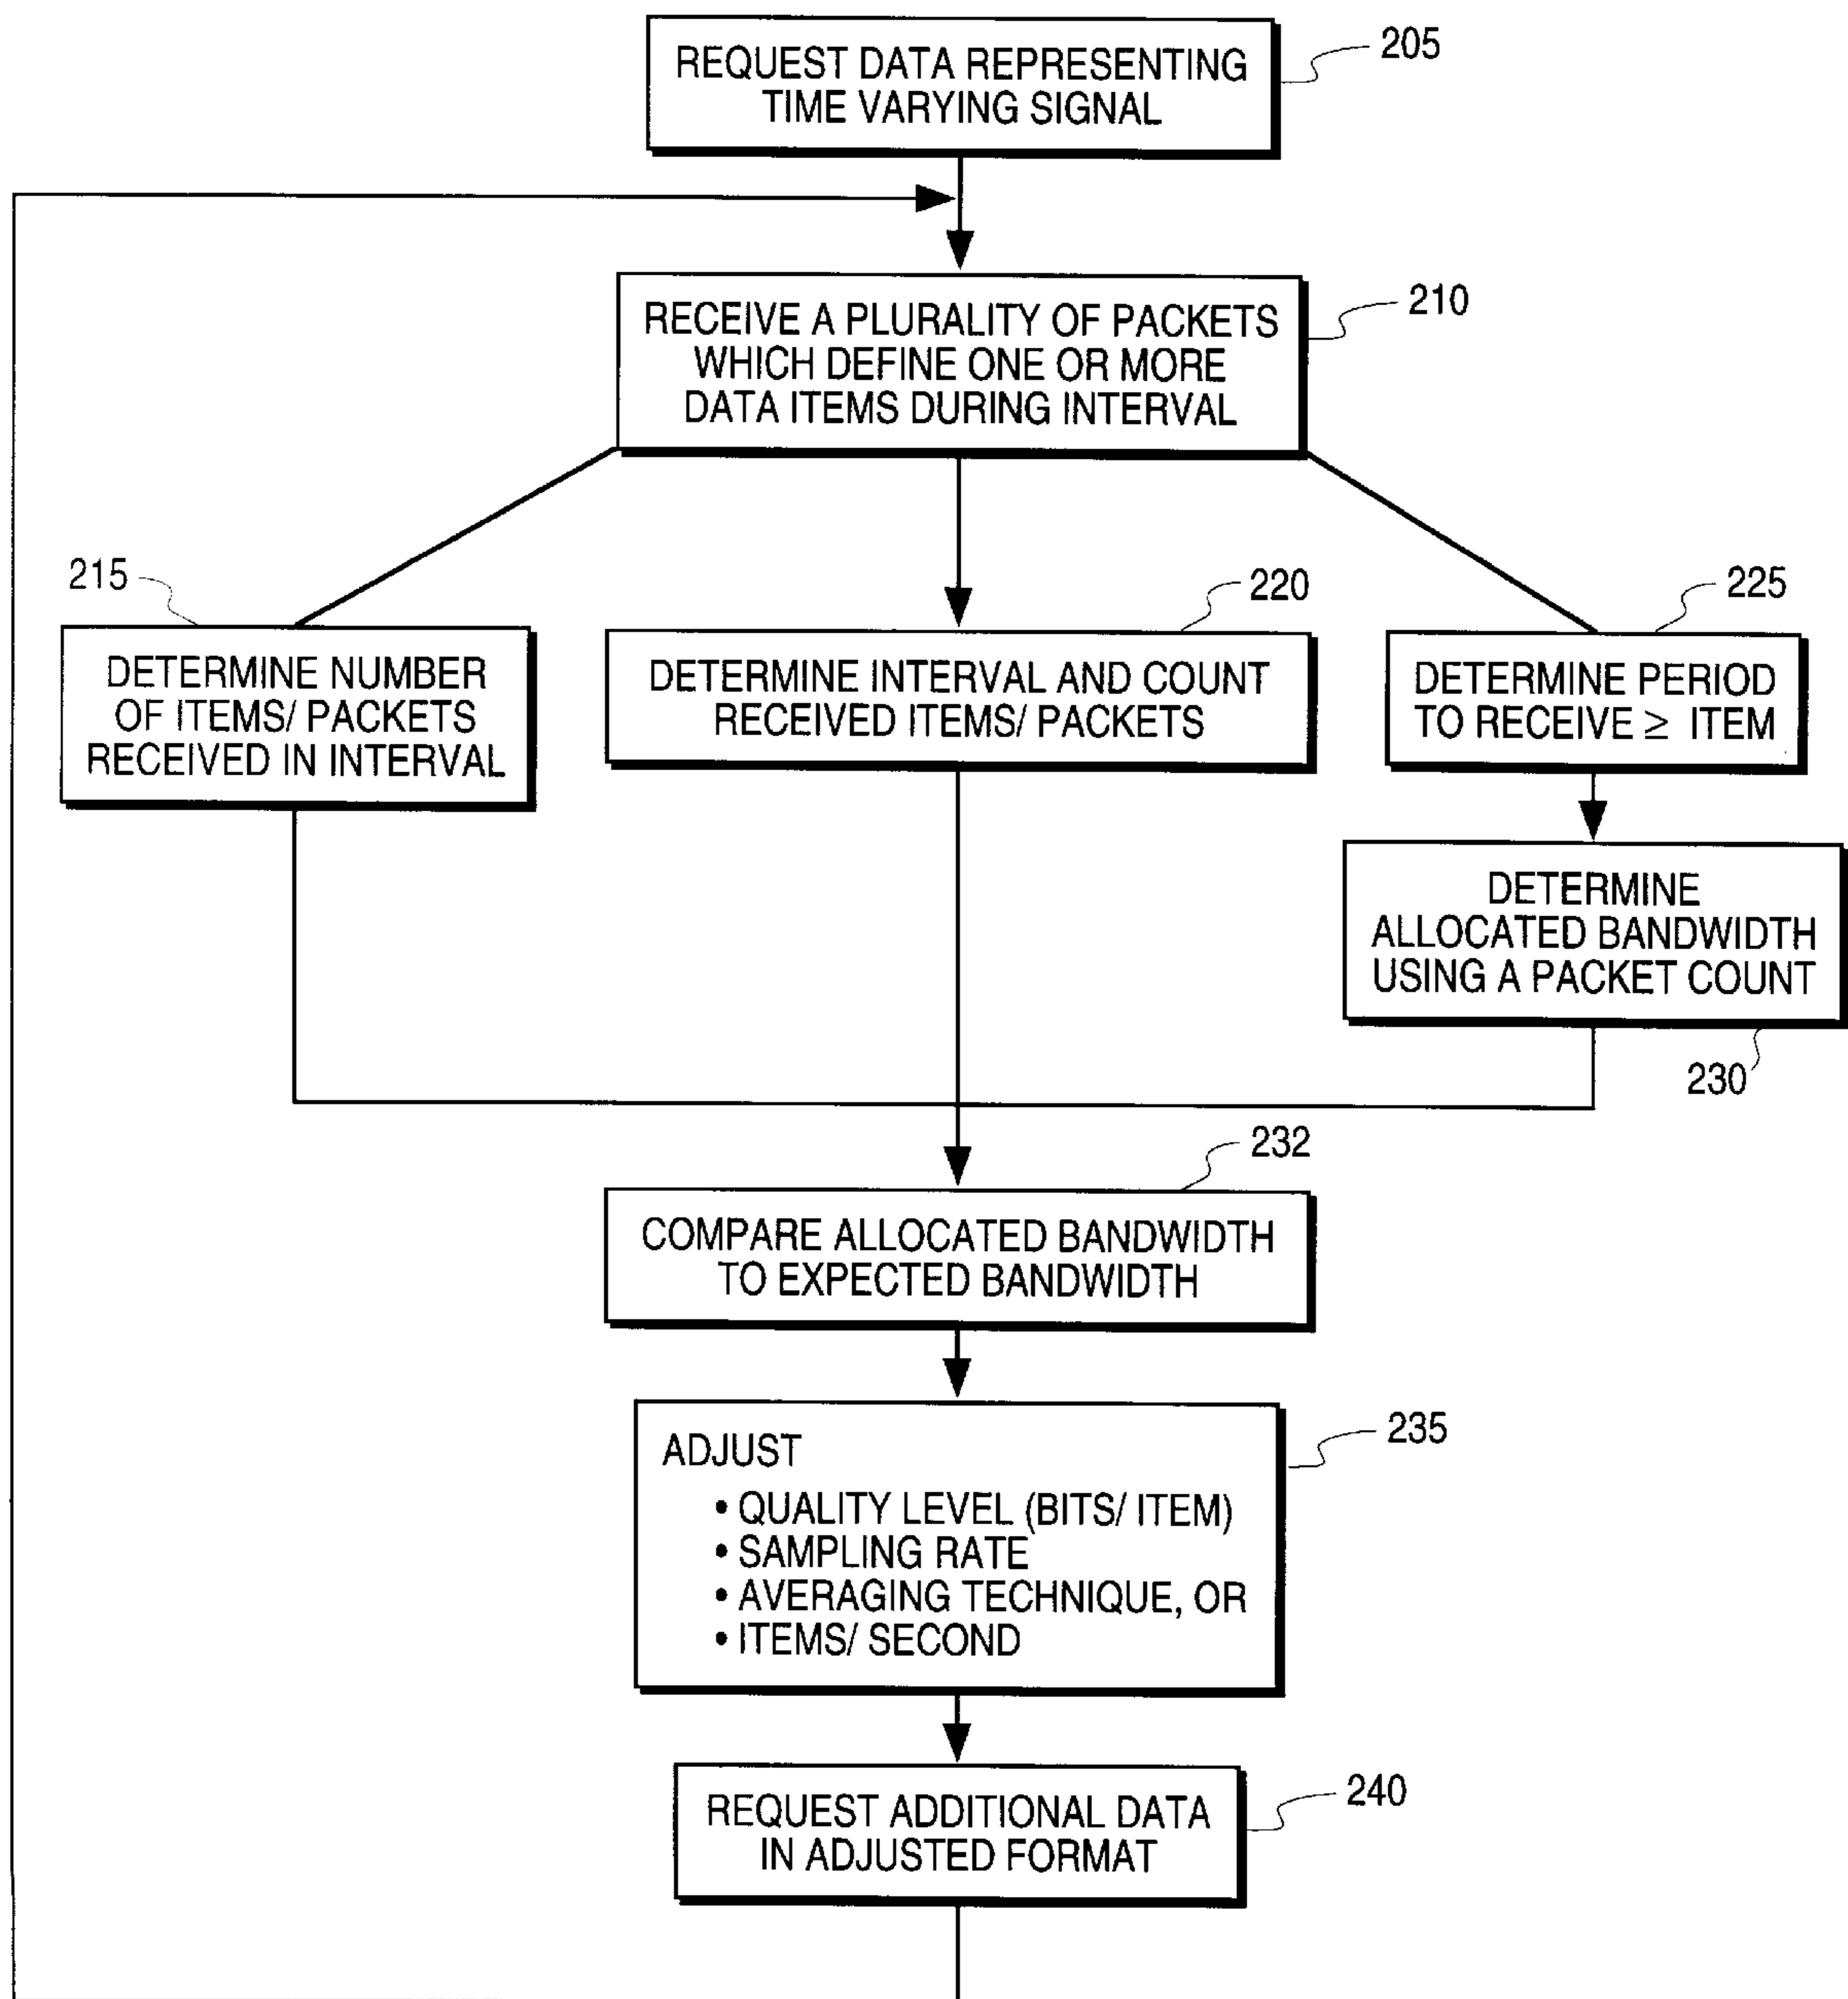 REQUEST DATA REPRESENTING
TIME VARYING SIGNAL
205
RECEIVE A PLURALITY OF PACKETS
WHICH DEFINE ONE OR MORE
DATA ITEMS DURING INTERVAL
210
215
DETERMINE NUMBER
OF ITEMS/ PACKETS
RECEIVED IN INTERVAL
220
DETERMINE INTERVAL AND COUNT
RECEIVED ITEMS/ PACKETS
225
DETERMINE PERIOD
TO RECEIVE ≥ ITEM
DETERMINE
ALLOCATED BANDWIDTH
USING A PACKET COUNT
230
232
COMPARE ALLOCATED BANDWIDTH
TO EXPECTED BANDWIDTH
235
ADJUST
• QUALITY LEVEL (BITS/ ITEM)
• SAMPLING RATE
• AVERAGING TECHNIQUE, OR
• ITEMS/ SECOND
240
REQUEST ADDITIONAL DATA
IN ADJUSTED FORMAT